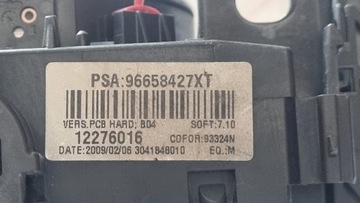 PSA:96658427XT
VERS.PCB HARD: B04 SOFT:7.10
12276016 COFOR:93324N
DATE:2009/02/06 3041848010 EQ.:M